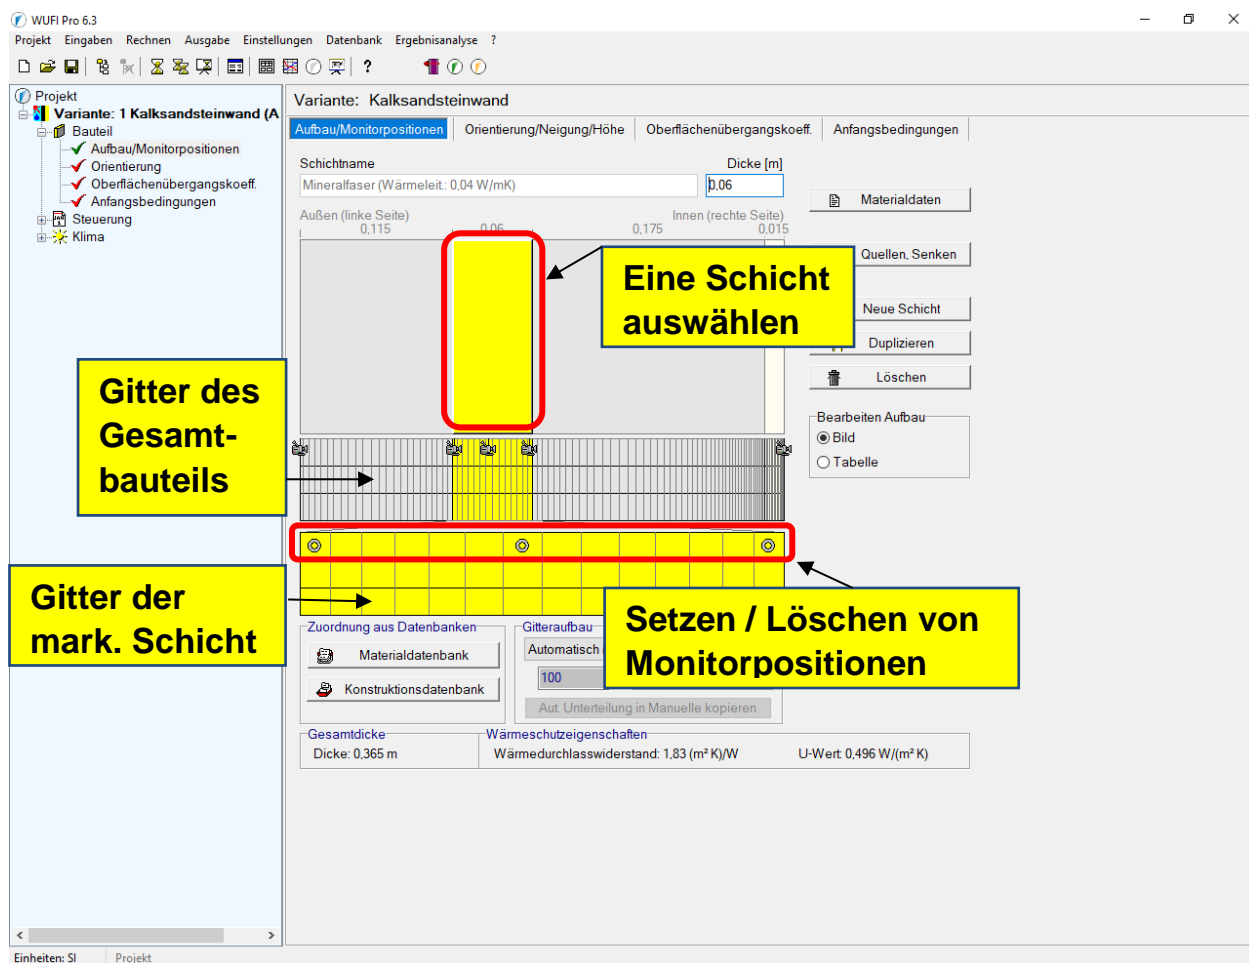 WUFI Pro 6.3
Projekt Eingaben Rechnen Ausgabe Einstellungen Datenbank Ergebnisanalyse ?
Projekt
Variante: 1 Kalksandsteinwand (A
Bauteil
Aufbau/Monitorpositionen
Orientierung
Oberflächenübergangskoeff.
Anfangsbedingungen
Steuerung
Klima
Variante: Kalksandsteinwand
Aufbau/Monitorpositionen Orientierung/Neigung/Höhe Oberflächenübergangskoeff. Anfangsbedingungen
Schichtname Dicke [m]
Mineralfaser (Wärmeleit.: 0,04 W/mK) 0,06
Materialdaten
Außen (linke Seite) Innen (rechte Seite)
0,115 0,06 0,175 0,015
Quellen, Senken
Eine Schicht
auswählen
Neue Schicht
Duplizieren
Löschen
Bearbeiten Aufbau
Bild
Tabelle
Gitter des
Gesamt-
bauteils
Gitter der
mark. Schicht
Setzen / Löschen von
Monitorpositionen
Zuordnung aus Datenbanken
Materialdatenbank
Konstruktionsdatenbank
Gitteraufbau
Automatisch
100
Aut. Unterteilung in Manuelle kopieren
Gesamtdicke
Dicke: 0,365 m
Wärmeschutzeigenschaften
Wärmedurchlasswiderstand: 1,83 (m² K)/W U-Wert: 0,496 W/(m² K)
Einheiten: SI Projekt